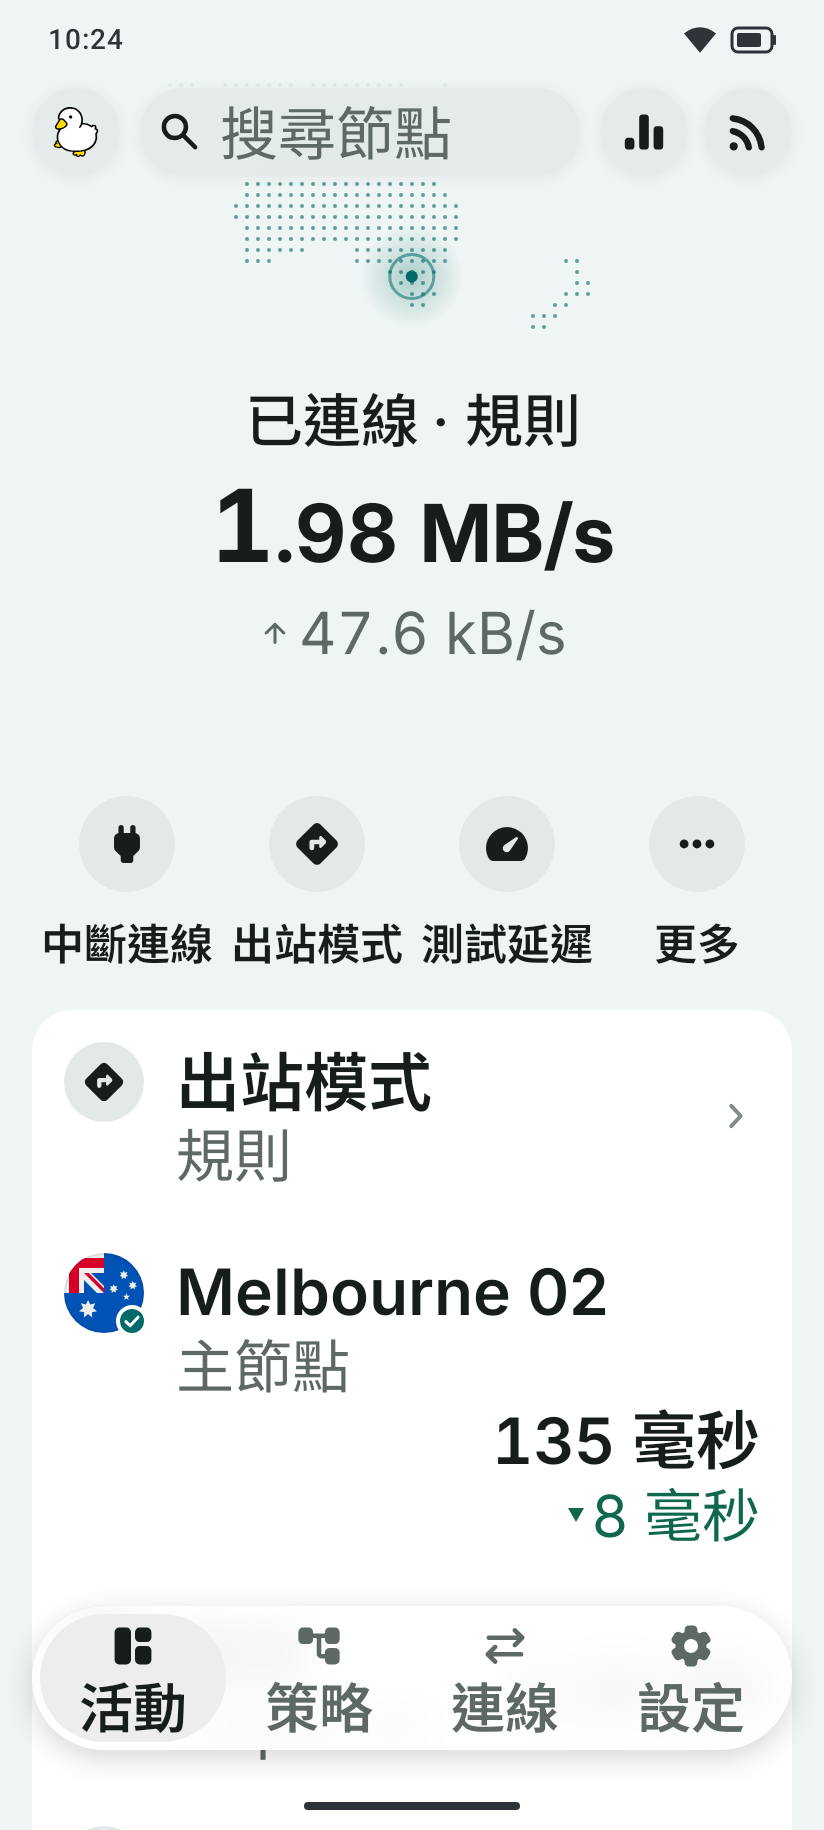 10:24
搜尋節點
已連線 · 規則
1.98 MB/s
↑ 47.6 kB/s
中斷連線
出站模式
測試延遲
更多
出站模式
規則
Melbourne 02
主節點
135 毫秒
▼8 毫秒
活動
策略
連線
設定